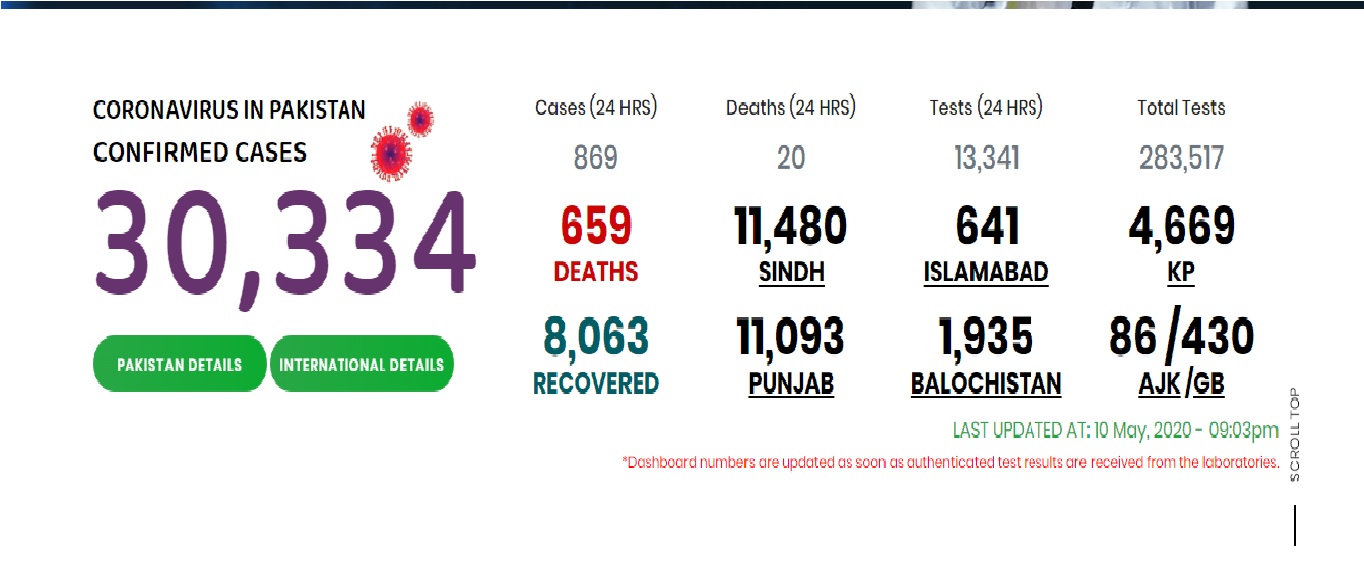 CORONAVIRUS IN PAKISTAN
CONFIRMED CASES
30,334
PAKISTAN DETAILS
INTERNATIONAL DETAILS
Cases (24 HRS) Deaths (24 HRS) Tests (24 HRS) Total Tests
869 20 13,341 283,517
659 11,480 641 4,669
DEATHS SINDH ISLAMABAD KP
8,063 11,093 1,935 86 /430
RECOVERED PUNJAB BALOCHISTAN AJK /GB
LAST UPDATED AT: 10 May, 2020 - 09:03pm
*Dashboard numbers are updated as soon as authenticated test results are received from the laboratories.
SCROLL TOP